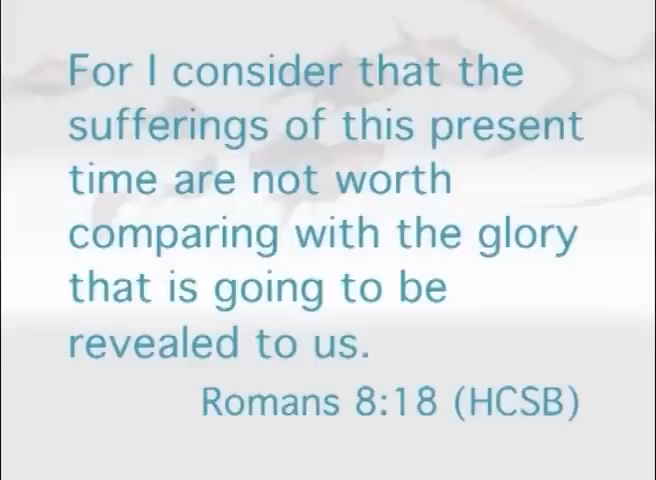 For I consider that the
sufferings of this present
time are not worth
comparing with the glory
that is going to be
revealed to us.
Romans 8:18 (HCSB)